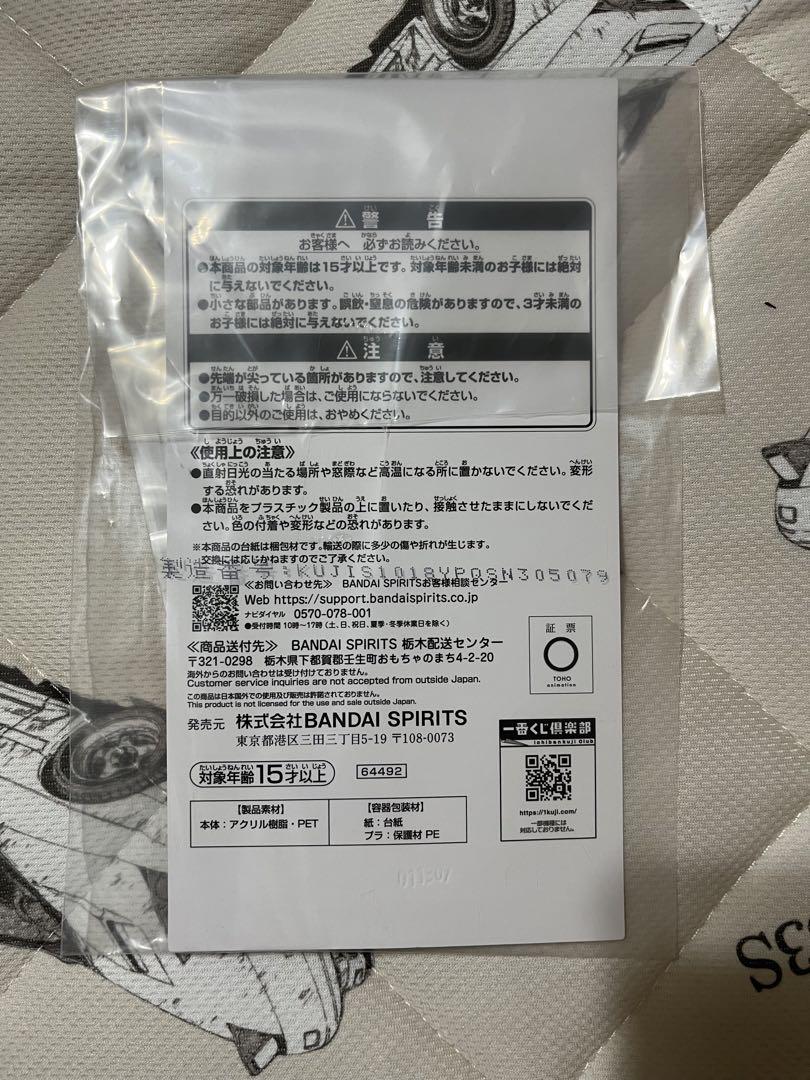 ⚠警告
お客様へ 必ずお読みください。
●本商品の対象年齢は15才以上です。対象年齢未満のお子様には絶対
に与えないでください。
●小さな部品があります。誤飲・窒息の危険がありますので、3才未満の
お子様には絶対に与えないでください。
⚠注意
●先端が尖っている箇所がありますので、注意してください。
●万一破損した場合は、ご使用にならないでください。
●目的以外のご使用は、おやめください。
《使用上の注意》
●直射日光の当たる場所や窓際など高温になる所に置かないでください。変形
する恐れがあります。
●本商品をプラスチック製品の上に置いたり、接触させたままにしないでくだ
さい。色の付着や変形などの恐れがあります。
※本商品の台紙は梱包材です。輸送の際に多少の傷や折れが生じます。
交換には応じかねますのでご了承ください。
製造番号:KUJIS1018YPDSN305079
≪お問い合わせ先≫ BANDAI SPIRITSお客様相談センター
Web https://support.bandaispirits.co.jp
ナビダイヤル 0570-078-001
●受付時間 10時~17時(土、日、祝日、夏季・冬季休業日を除く)
≪商品送付先≫ BANDAI SPIRITS 栃木配送センター
〒321-0298 栃木県下都賀郡壬生町おもちゃのまち4-2-20
海外からのお問い合わせは受け付けておりません。
Customer service inquiries are not accepted from outside Japan.
この商品は日本国外での使用及び販売は許諾されておりません。
This product is not licensed for the use and sale outside Japan.
発売元 株式会社BANDAI SPIRITS
東京都港区三田三丁目5-19 〒108-0073
対象年齢15才以上
64492
【製品素材】
本体:アクリル樹脂・PET
【容器包装材】
紙:台紙
プラ:保護材 PE
証票
TOHO
animation
一番くじ倶楽部
ichibankuji Club
https://1kuji.com/
一部機種には
対応しておりません。